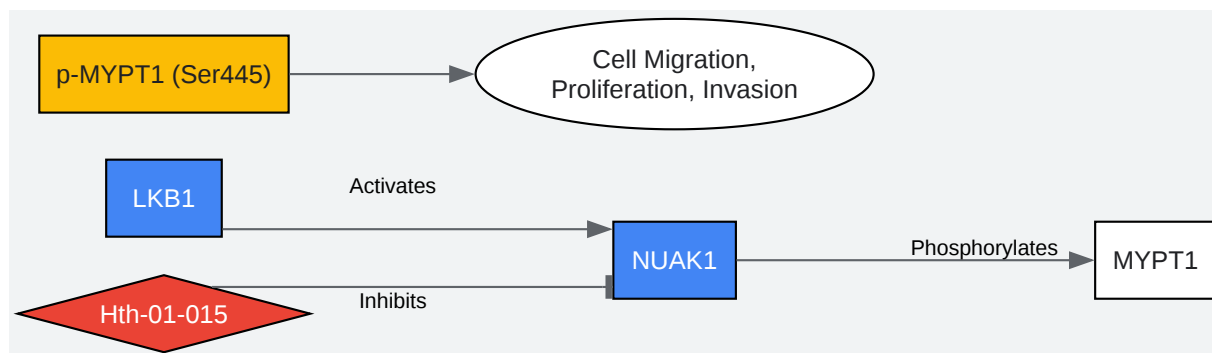 p-MYPT1 (Ser445)
Cell Migration,
Proliferation, Invasion
LKB1
Activates
NUAK1
Phosphorylates
MYPT1
Hth-01-015
Inhibits